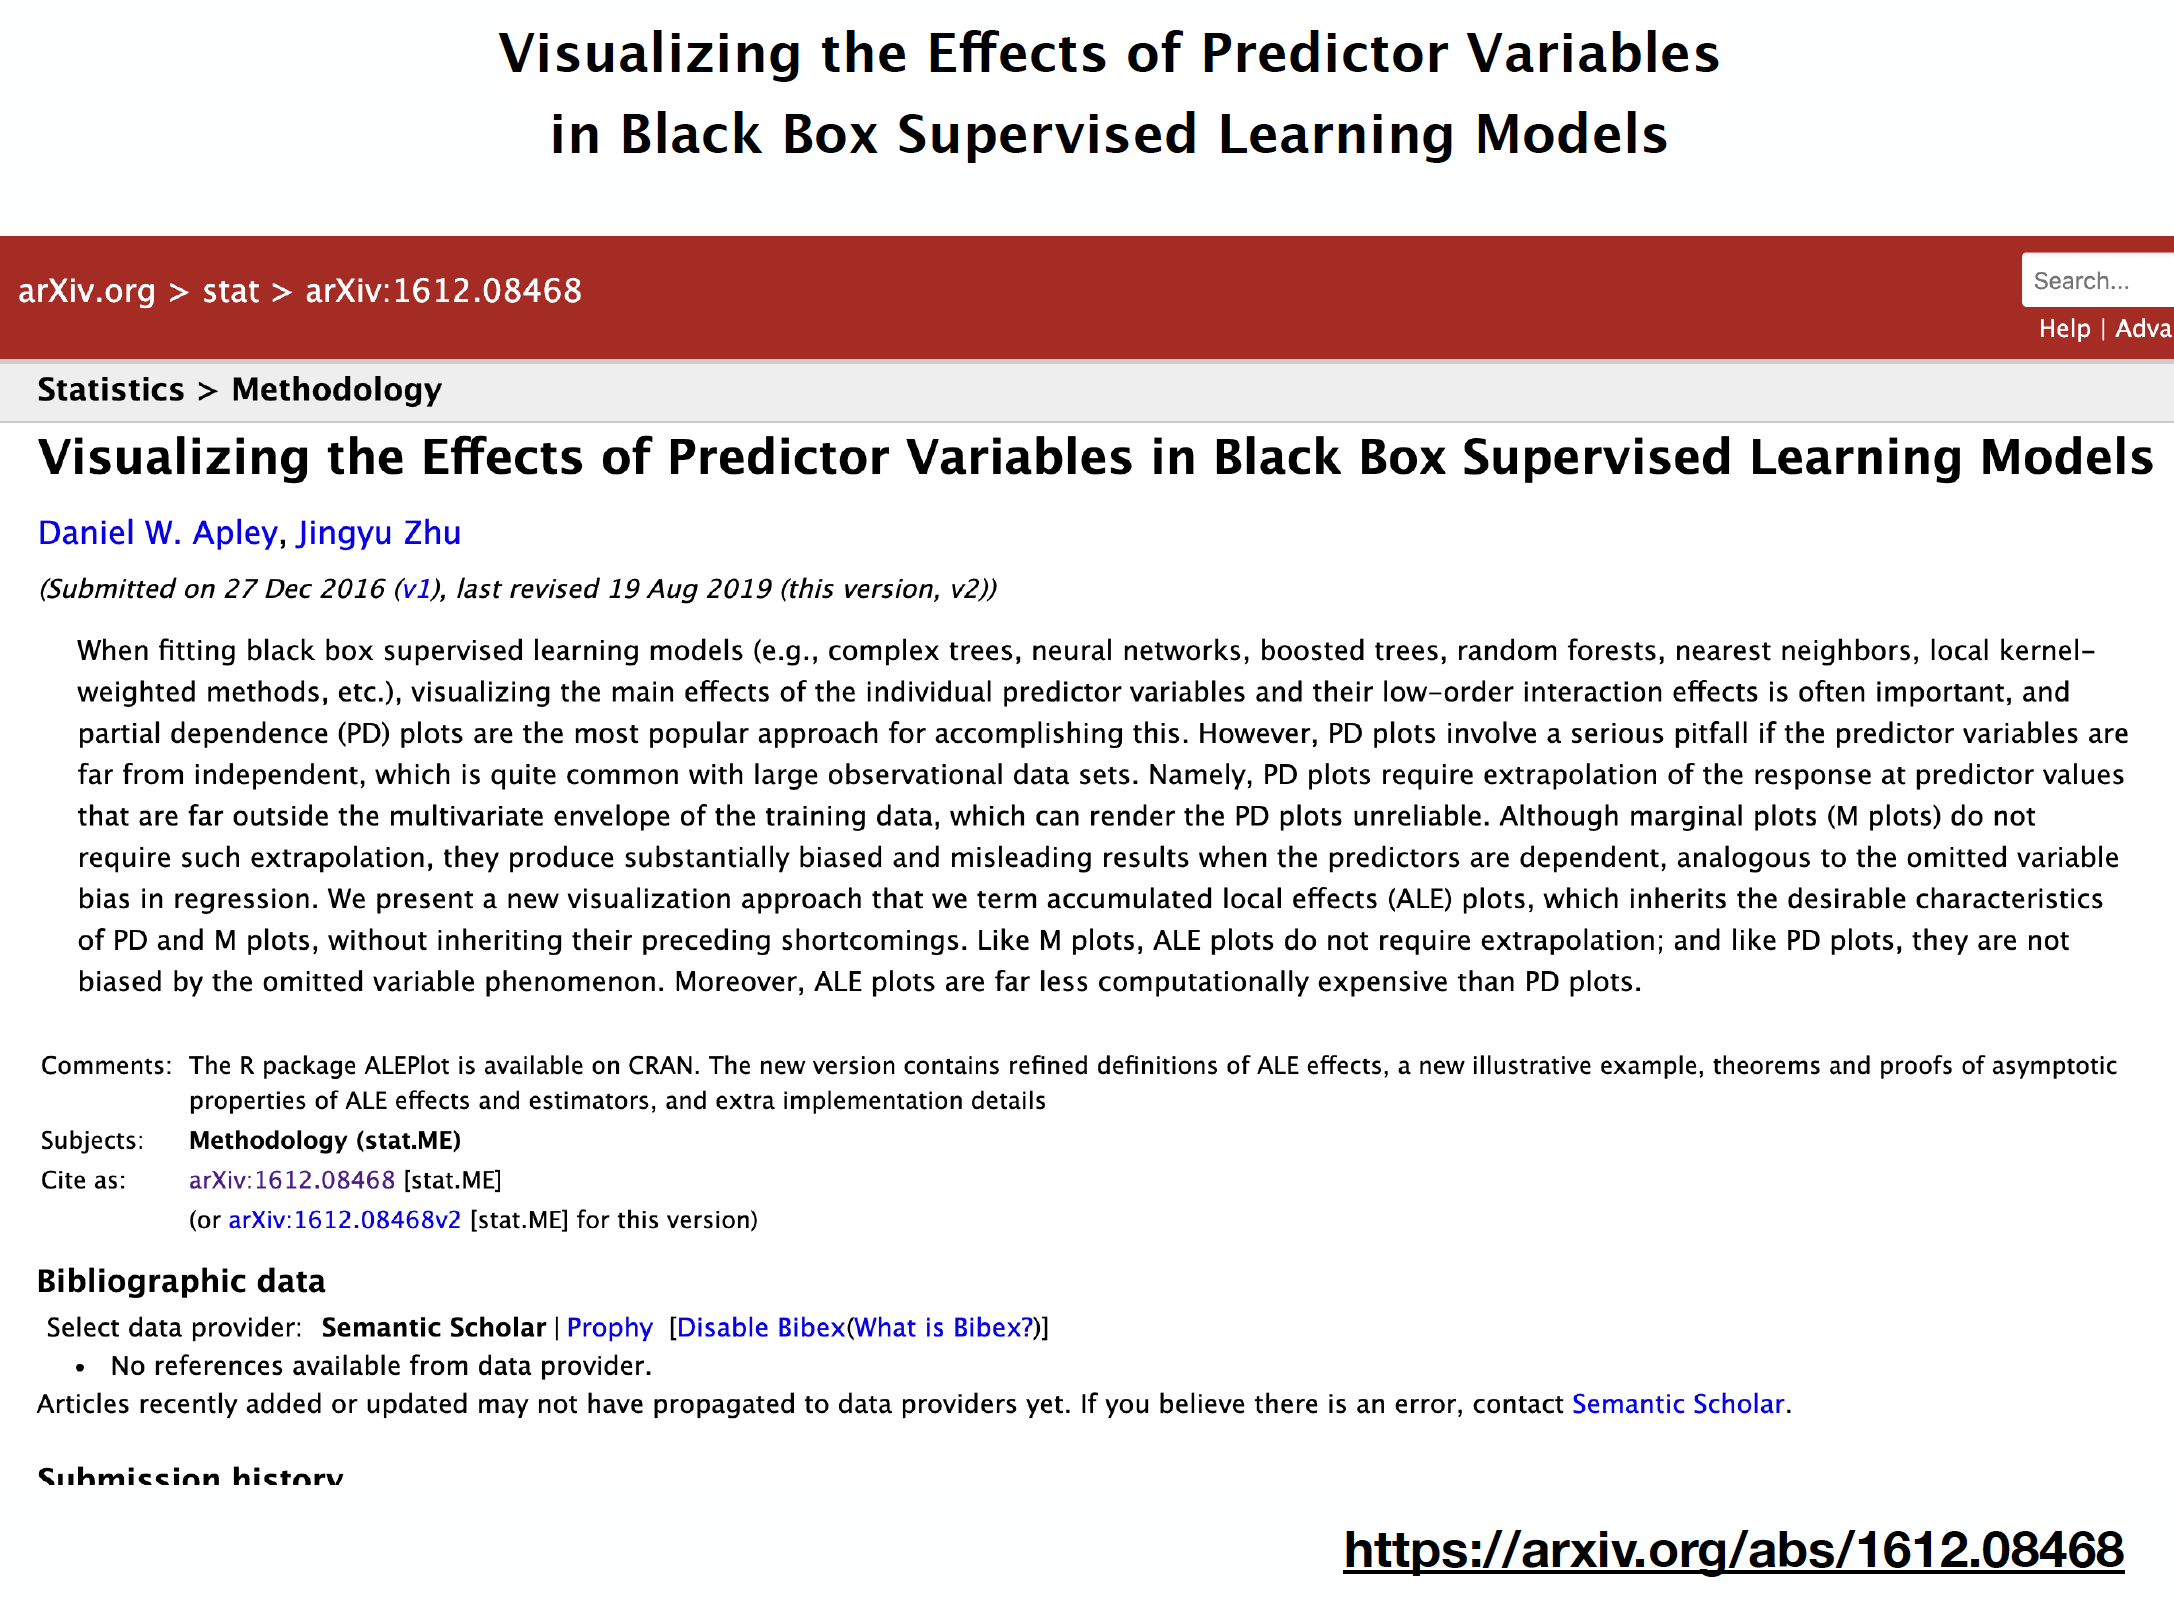 Visualizing the Effects of Predictor Variables
in Black Box Supervised Learning Models
arXiv.org > stat > arXiv:1612.08468
Search...
Help | Adva
Statistics > Methodology
Visualizing the Effects of Predictor Variables in Black Box Supervised Learning Models
Daniel W. Apley, Jingyu Zhu
(Submitted on 27 Dec 2016 (v1), last revised 19 Aug 2019 (this version, v2))
When fitting black box supervised learning models (e.g., complex trees, neural networks, boosted trees, random forests, nearest neighbors, local kernel-
weighted methods, etc.), visualizing the main effects of the individual predictor variables and their low-order interaction effects is often important, and
partial dependence (PD) plots are the most popular approach for accomplishing this. However, PD plots involve a serious pitfall if the predictor variables are
far from independent, which is quite common with large observational data sets. Namely, PD plots require extrapolation of the response at predictor values
that are far outside the multivariate envelope of the training data, which can render the PD plots unreliable. Although marginal plots (M plots) do not
require such extrapolation, they produce substantially biased and misleading results when the predictors are dependent, analogous to the omitted variable
bias in regression. We present a new visualization approach that we term accumulated local effects (ALE) plots, which inherits the desirable characteristics
of PD and M plots, without inheriting their preceding shortcomings. Like M plots, ALE plots do not require extrapolation; and like PD plots, they are not
biased by the omitted variable phenomenon. Moreover, ALE plots are far less computationally expensive than PD plots.
Comments: The R package ALEPlot is available on CRAN. The new version contains refined definitions of ALE effects, a new illustrative example, theorems and proofs of asymptotic
properties of ALE effects and estimators, and extra implementation details
Subjects: Methodology (stat.ME)
Cite as: arXiv:1612.08468 [stat.ME]
(or arXiv:1612.08468v2 [stat.ME] for this version)
Bibliographic data
Select data provider: Semantic Scholar | Prophy [Disable Bibex(What is Bibex?)]
• No references available from data provider.
Articles recently added or updated may not have propagated to data providers yet. If you believe there is an error, contact Semantic Scholar.
Submission history
https://arxiv.org/abs/1612.08468